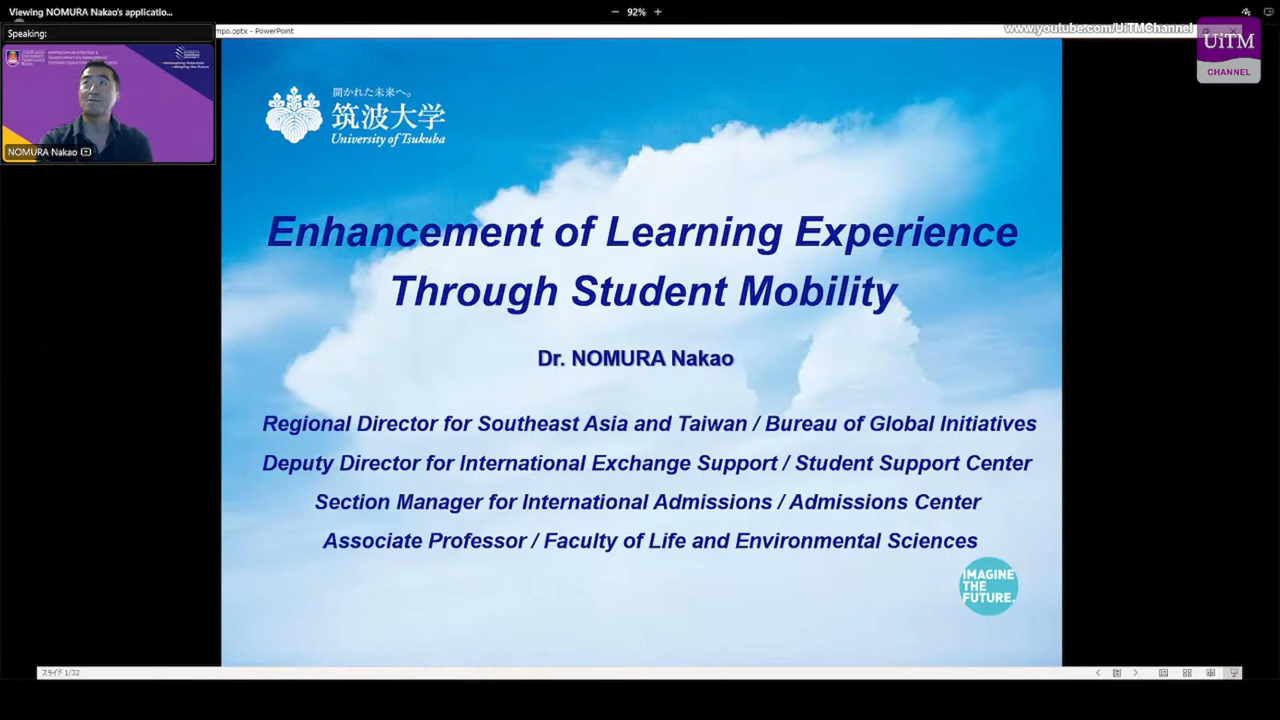 Viewing NOMURA Nakao's applicatio...
92%
Speaking:
mpo.pptx - PowerPoint
www.youtube.com/UiTMChannel
UiTM
CHANNEL
NOMURA Nakao
開かれた未来へ。
筑波大学
University of Tsukuba
Enhancement of Learning Experience
Through Student Mobility
Dr. NOMURA Nakao
Regional Director for Southeast Asia and Taiwan / Bureau of Global Initiatives
Deputy Director for International Exchange Support / Student Support Center
Section Manager for International Admissions / Admissions Center
Associate Professor / Faculty of Life and Environmental Sciences
IMAGINE
THE
FUTURE.